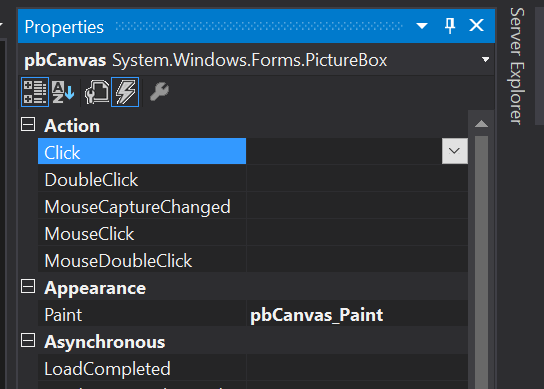 Properties
pbCanvas System.Windows.Forms.PictureBox
Action
Click
DoubleClick
MouseCaptureChanged
MouseClick
MouseDoubleClick
Appearance
Paint pbCanvas_Paint
Asynchronous
LoadCompleted
Server Explorer